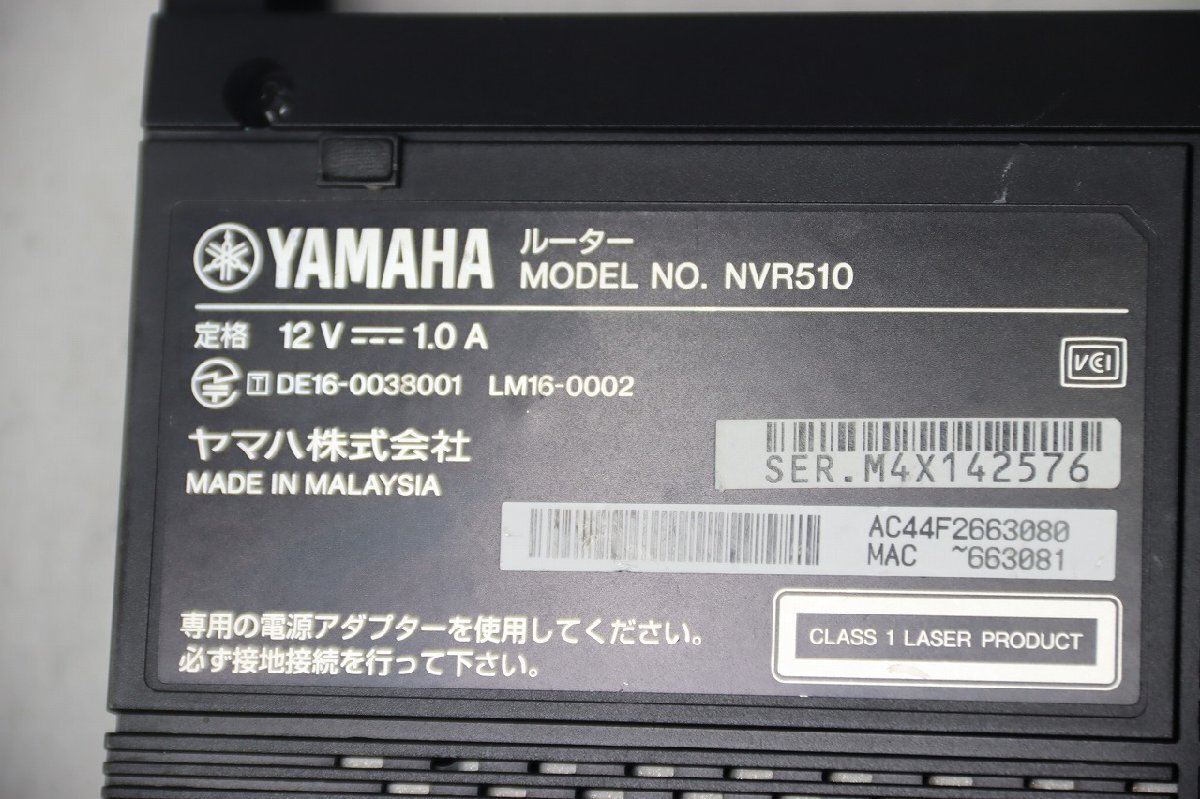 YAMAHA ルーター
MODEL NO. NVR510
定格 12 V 1.0 A
T DE16-0038001 LM16-0002
VCI
ヤマハ株式会社
MADE IN MALAYSIA
SER.M4X142576
AC44F2663080
MAC ~663081
専用の電源アダプターを使用してください。
必ず接地接続を行って下さい。
CLASS 1 LASER PRODUCT